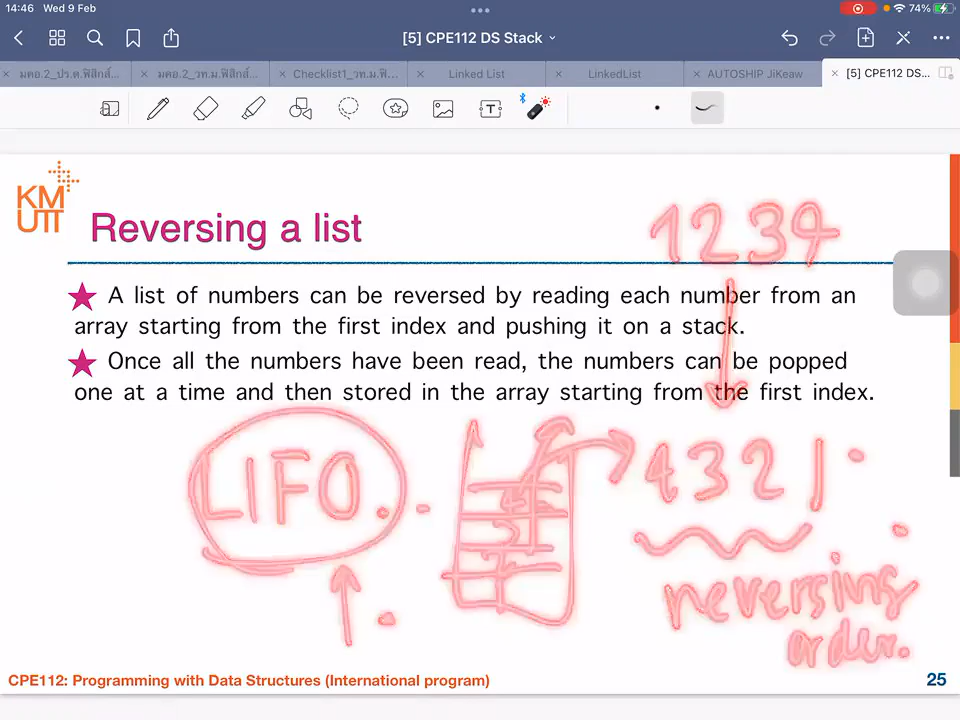 14:46 Wed 9 Feb
74%
[5] CPE112 DS Stack
มคอ.2_ปร.ด.ฟิสิกส์...
มคอ.2_วท.ม.ฟิสิกส์...
Checklist1_วท.ม.ฟิ...
Linked List
LinkedList
AUTOSHIP JiKeaw
[5] CPE112 DS...
KM
UTT
Reversing a list
1234
★ A list of numbers can be reversed by reading each number from an
array starting from the first index and pushing it on a stack.
★ Once all the numbers have been read, the numbers can be popped
one at a time and then stored in the array starting from the first index.
LIFO.
4
3
2
1
4321
reversing
order.
CPE112: Programming with Data Structures (International program)
25